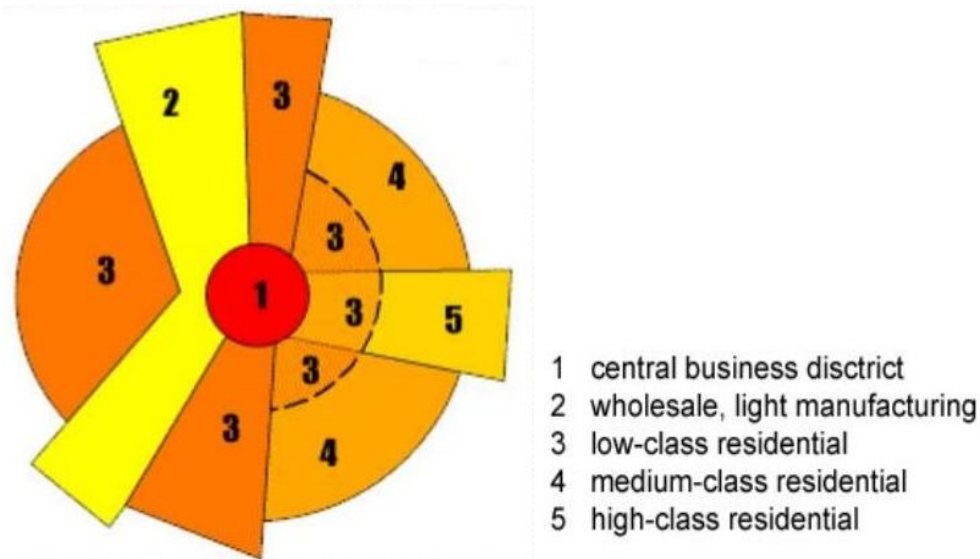 2
3
4
3
3
1
3
5
3
3
4
1 central business disctrict
2 wholesale, light manufacturing
3 low-class residential
4 medium-class residential
5 high-class residential